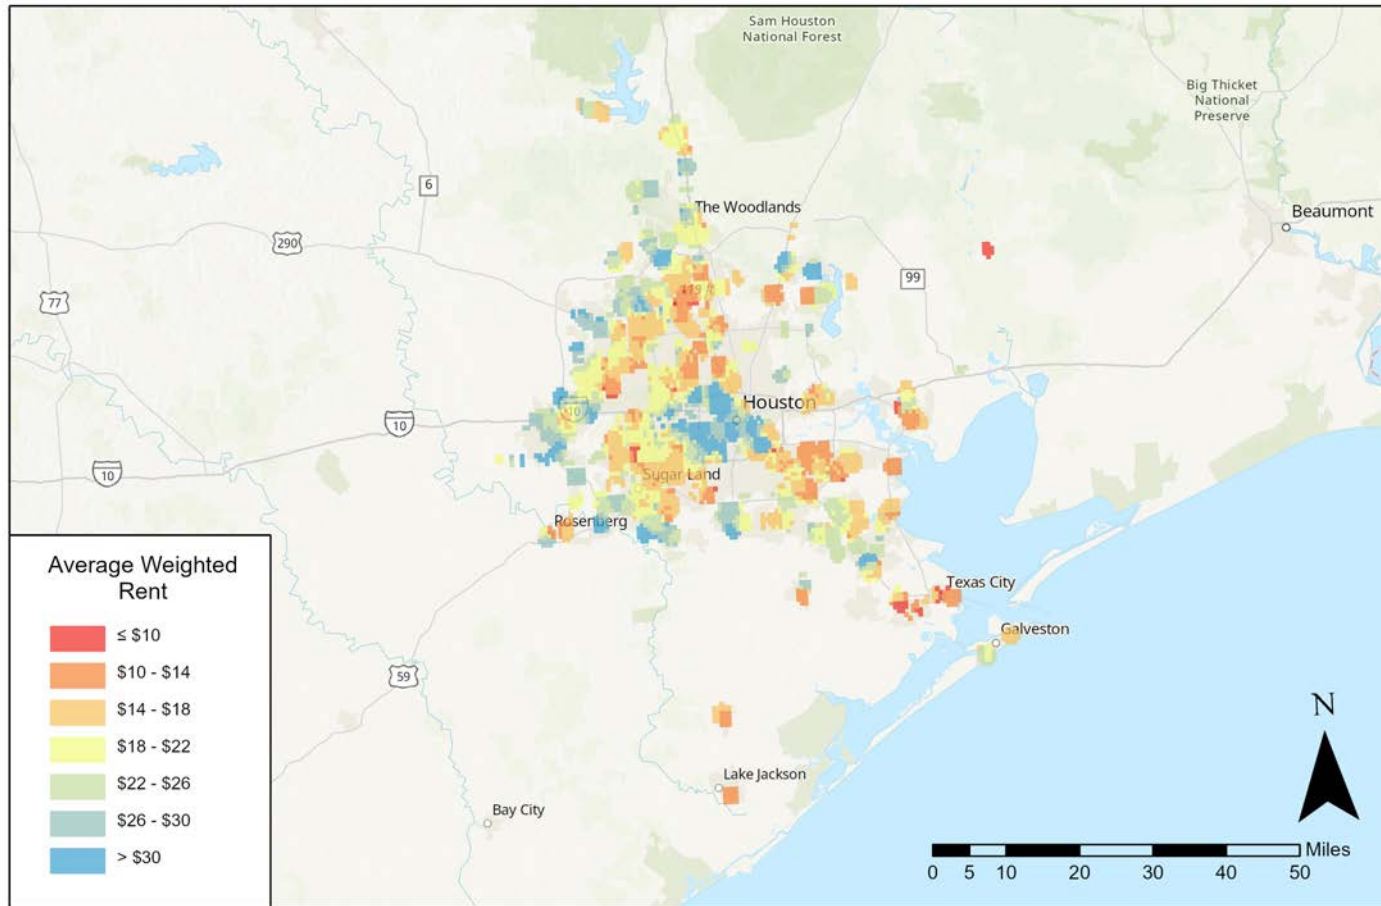 Sam Houston
National Forest
Big Thicket
National
Preserve
6
The Woodlands
Beaumont
290
77
99
10
Houston
10
10
Sugar Land
Rosenberg
Average Weighted
Rent
≤ $10
$10 - $14
$14 - $18
$18 - $22
$22 - $26
$26 - $30
> $30
Texas City
Galveston
59
N
Lake Jackson
Bay City
Miles
0 5 10 20 30 40 50